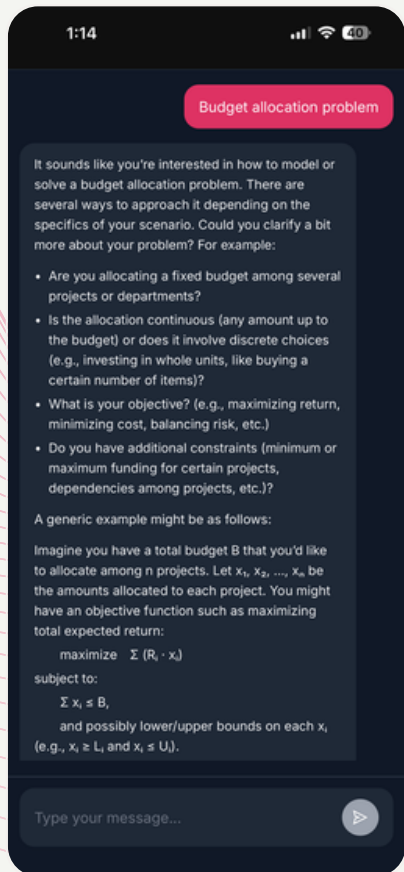 1:14
40
Budget allocation problem
It sounds like you're interested in how to model or
solve a budget allocation problem. There are
several ways to approach it depending on the
specifics of your scenario. Could you clarify a bit
more about your problem? For example:
• Are you allocating a fixed budget among several
projects or departments?
• Is the allocation continuous (any amount up to
the budget) or does it involve discrete choices
(e.g., investing in whole units, like buying a
certain number of items)?
• What is your objective? (e.g., maximizing return,
minimizing cost, balancing risk, etc.)
• Do you have additional constraints (minimum or
maximum funding for certain projects,
dependencies among projects, etc.)?
A generic example might be as follows:
Imagine you have a total budget B that you'd like
to allocate among n projects. Let x₁, x₂, ..., xₙ be
the amounts allocated to each project. You might
have an objective function such as maximizing
total expected return:
maximize Σ (Rᵢ · xᵢ)
subject to:
Σ xᵢ ≤ B,
and possibly lower/upper bounds on each xᵢ
(e.g., xᵢ ≥ Lᵢ and xᵢ ≤ Uᵢ).
Type your message...